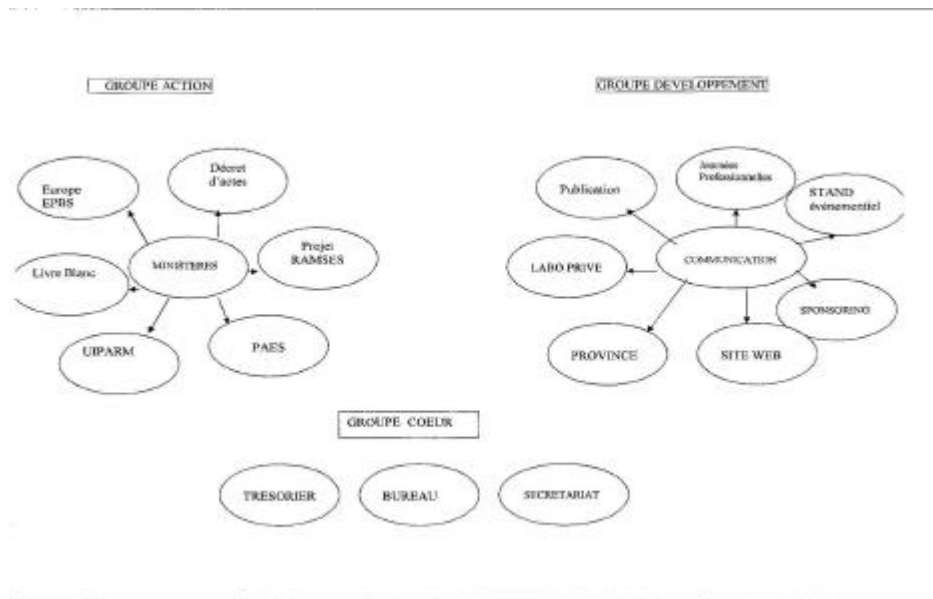 GROUPE ACTION
GROUPE DEVELOPPEMENT
Europe
EPBS
Décret
d'actes
Livre Blanc
MINISTERES
Projet
RAMSES
UIPARM
PAES
Publication
Journées
Professionnelles
STAND
événementiel
LABO PRIVE
COMMUNICATION
SPONSORING
PROVINCE
SITE WEB
GROUPE COEUR
TRESORIER
BUREAU
SECRETARIAT